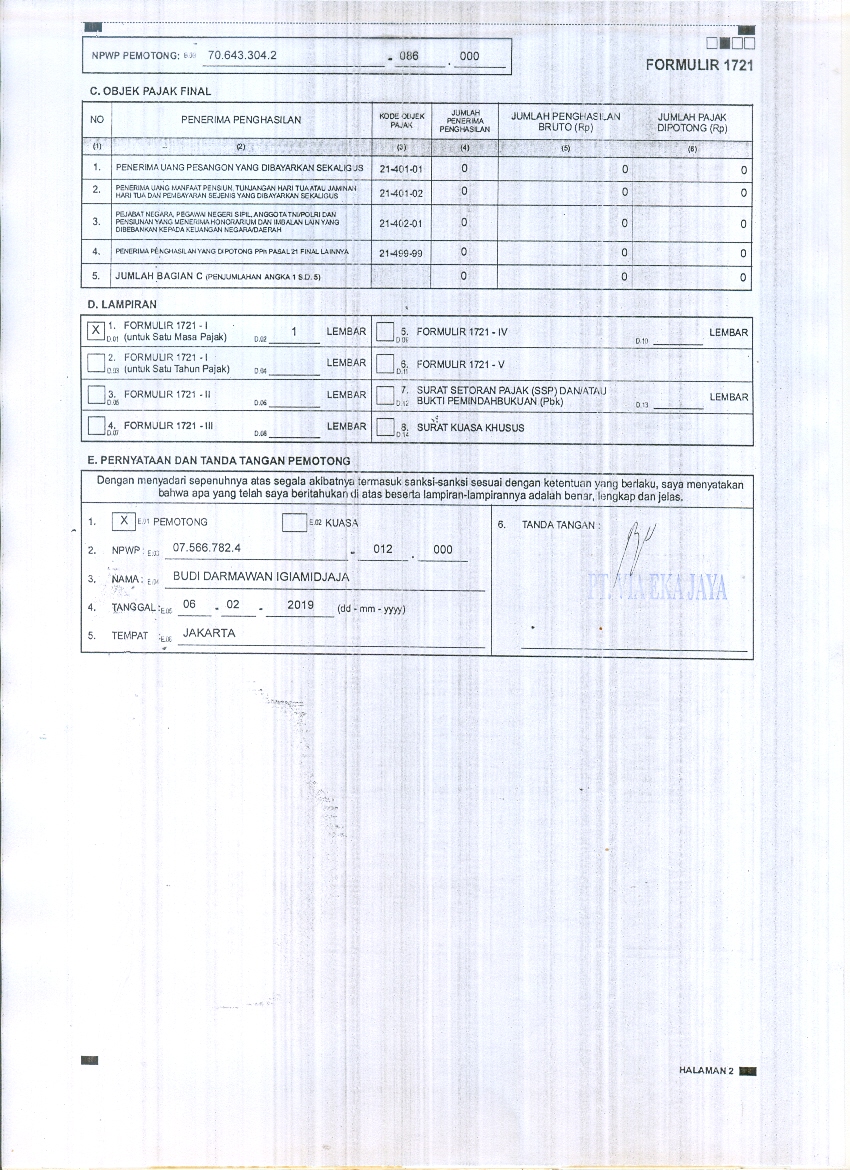 NPWP PEMOTONG: 70.643.304.2 - 086 . 000
FORMULIR 1721
C. OBJEK PAJAK FINAL
NO PENERIMA PENGHASILAN KODE OBJEK PAJAK JUMLAH PENERIMA PENGHASILAN JUMLAH PENGHASILAN BRUTO (Rp) JUMLAH PAJAK DIPOTONG (Rp)
(1) (2) (3) (4) (5) (6)
1. PENERIMA UANG PESANGON YANG DIBAYARKAN SEKALIGUS 21-401-01 0 0 0
2. PENERIMA UANG MANFAAT PENSIUN, TUNJANGAN HARI TUA ATAU JAMINAN
HARI TUA DAN PEMBAYARAN SEJENIS YANG DIBAYARKAN SEKALIGUS 21-401-02 0 0 0
3. PEJABAT NEGARA, PEGAWAI NEGERI SIPIL, ANGGOTA TNI/POLRI DAN
PENSIUNAN YANG MENERIMA HONORARIUM DAN IMBALAN LAIN YANG
DIBEBANKAN KEPADA KEUANGAN NEGARA/DAERAH 21-402-01 0 0 0
4. PENERIMA PENGHASILAN YANG DIPOTONG PPh PASAL 21 FINAL LAINNYA 21-499-99 0 0 0
5. JUMLAH BAGIAN C (PENJUMLAHAN ANGKA 1 S.D. 5) 0 0 0
D. LAMPIRAN
X D.01 1. FORMULIR 1721 - I
(untuk Satu Masa Pajak) D.02 1 LEMBAR
D.03 2. FORMULIR 1721 - I
(untuk Satu Tahun Pajak) D.04 LEMBAR
D.05 3. FORMULIR 1721 - II D.06 LEMBAR
D.07 4. FORMULIR 1721 - III D.08 LEMBAR
D.09 5. FORMULIR 1721 - IV D.10 LEMBAR
D.11 6. FORMULIR 1721 - V
D.12 7. SURAT SETORAN PAJAK (SSP) DAN/ATAU
BUKTI PEMINDAHBUKUAN (Pbk) D.13 LEMBAR
D.14 8. SURAT KUASA KHUSUS
E. PERNYATAAN DAN TANDA TANGAN PEMOTONG
Dengan menyadari sepenuhnya atas segala akibatnya termasuk sanksi-sanksi sesuai dengan ketentuan yang berlaku, saya menyatakan
bahwa apa yang telah saya beritahukan di atas beserta lampiran-lampirannya adalah benar, lengkap dan jelas.
1. X E.01 PEMOTONG E.02 KUASA
2. NPWP : E.03 07.566.782.4 - 012 . 000
3. NAMA : E.04 BUDI DARMAWAN IGIAMIDJAJA
4. TANGGAL : E.05 06 - 02 - 2019 (dd - mm - yyyy)
5. TEMPAT : E.06 JAKARTA
6. TANDA TANGAN :
PT. VIA EKA JAYA
HALAMAN 2